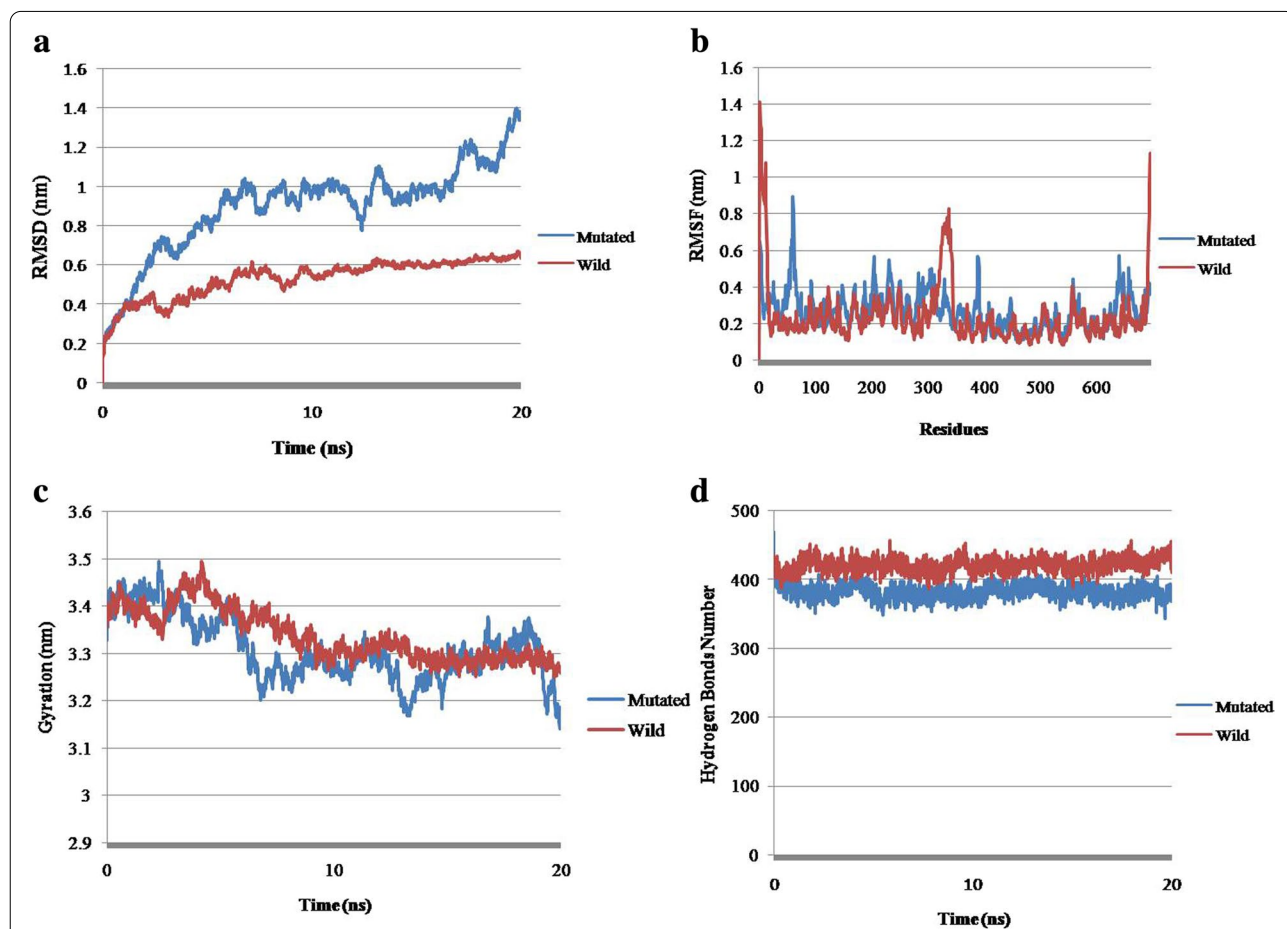 a
1.6
1.4
1.2
1
0.8
0.6
0.4
0.2
0
RMSD (nm)
0 10 20
Time (ns)
Mutated
Wild
b
1.6
1.4
1.2
1
0.8
0.6
0.4
0.2
0
RMSF (nm)
0 100 200 300 400 500 600
Residues
Mutated
Wild
c
3.6
3.5
3.4
3.3
3.2
3.1
3
2.9
Gyration (nm)
0 10 20
Time (ns)
Mutated
Wild
d
500
400
300
200
100
0
Hydrogen Bonds Number
0 10 20
Time (ns)
Mutated
Wild